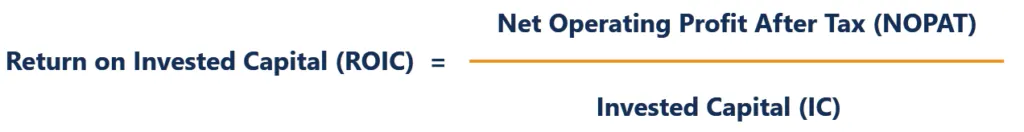 Net Operating Profit After Tax (NOPAT)
Return on Invested Capital (ROIC) =
Invested Capital (IC)